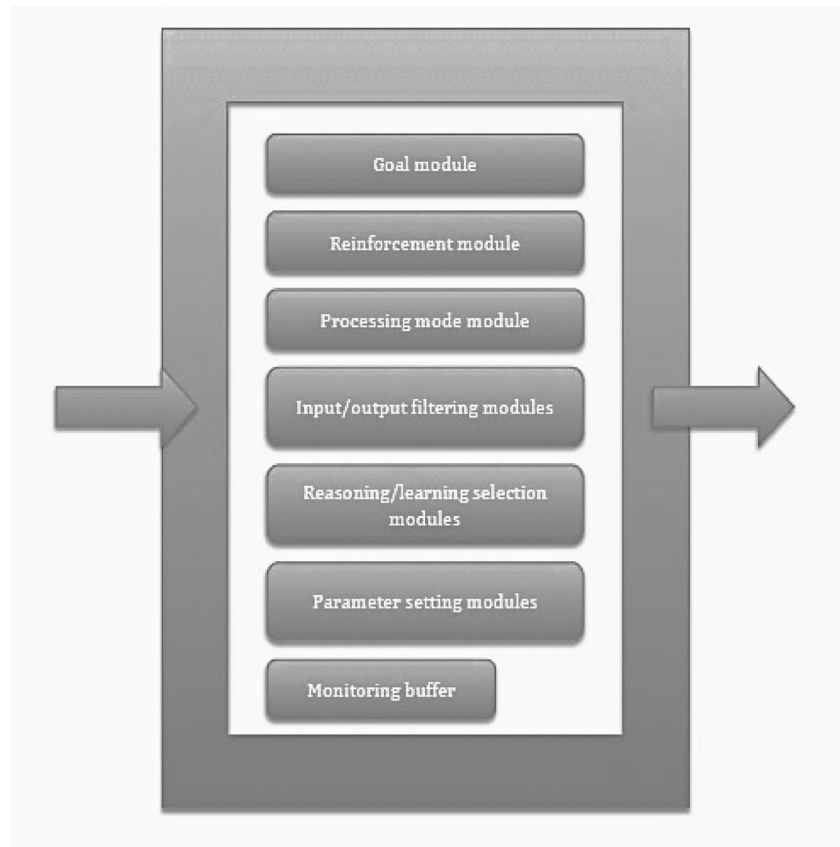 Goal module
Reinforcement module
Processing mode module
Input/output filtering modules
Reasoning/learning selection
modules
Parameter setting modules
Monitoring buffer